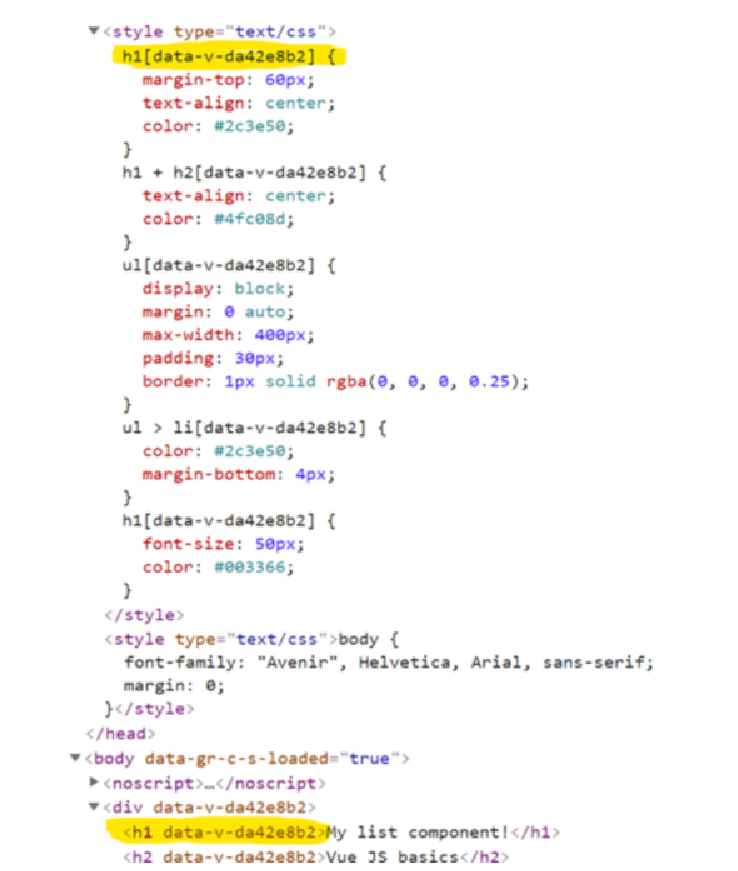 ▼<style type="text/css">
h1[data-v-da42e8b2] {
margin-top: 60px;
text-align: center;
color: #2c3e50;
}
h1 + h2[data-v-da42e8b2] {
text-align: center;
color: #4fc08d;
}
ul[data-v-da42e8b2] {
display: block;
margin: 0 auto;
max-width: 400px;
padding: 30px;
border: 1px solid rgba(0, 0, 0, 0.25);
}
ul > li[data-v-da42e8b2] {
color: #2c3e50;
margin-bottom: 4px;
}
h1[data-v-da42e8b2] {
font-size: 50px;
color: #003366;
}
</style>
<style type="text/css">body {
font-family: "Avenir", Helvetica, Arial, sans-serif;
margin: 0;
}</style>
</head>
▼<body data-gr-c-s-loaded="true">
▶<noscript>…</noscript>
▼<div data-v-da42e8b2>
<h1 data-v-da42e8b2>My list component!</h1>
<h2 data-v-da42e8b2>Vue JS basics</h2>